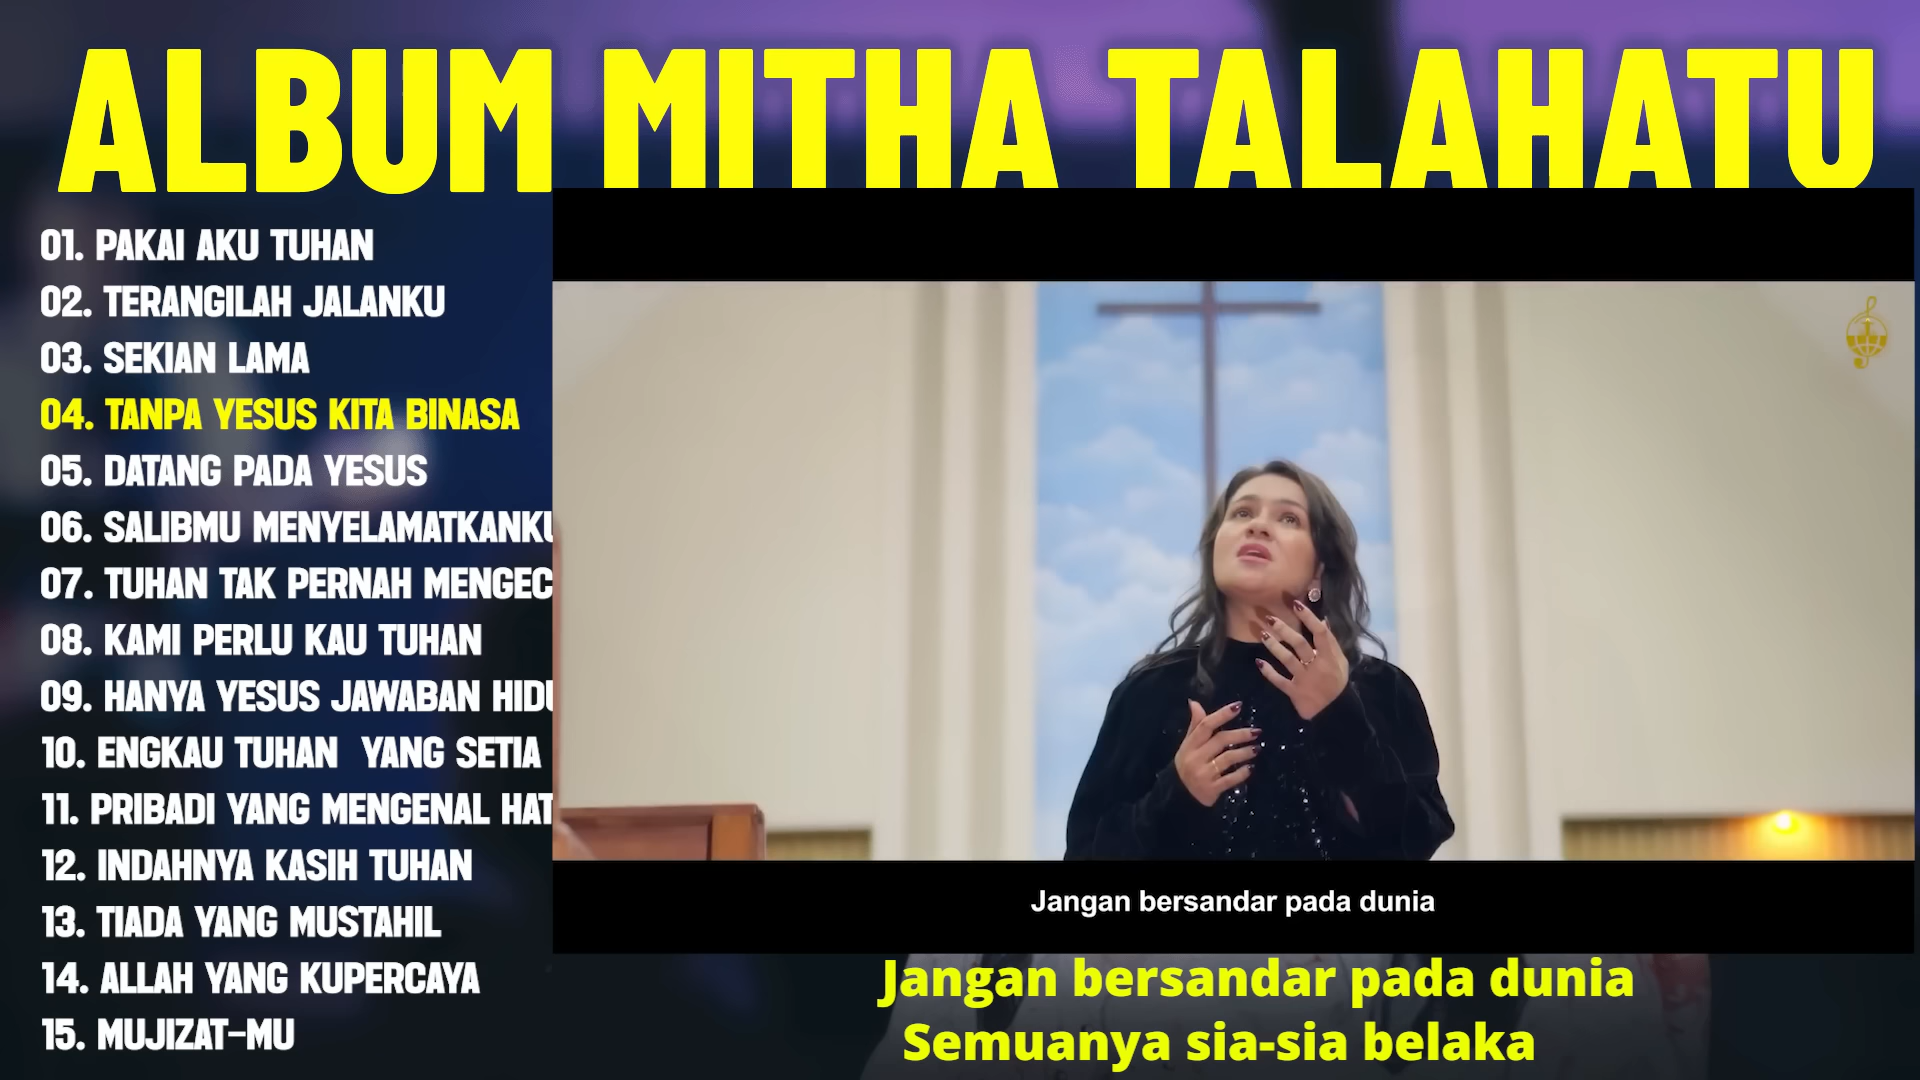 ALBUM MITHA TALAHATU
01. PAKAI AKU TUHAN
02. TERANGILAH JALANKU
03. SEKIAN LAMA
04. TANPA YESUS KITA BINASA
05. DATANG PADA YESUS
06. SALIBMU MENYELAMATKANKU
07. TUHAN TAK PERNAH MENGEC
08. KAMI PERLU KAU TUHAN
09. HANYA YESUS JAWABAN HIDU
10. ENGKAU TUHAN YANG SETIA
11. PRIBADI YANG MENGENAL HAT
12. INDAHNYA KASIH TUHAN
13. TIADA YANG MUSTAHIL
14. ALLAH YANG KUPERCAYA
15. MUJIZAT-MU
Jangan bersandar pada dunia
Jangan bersandar pada dunia
Semuanya sia-sia belaka